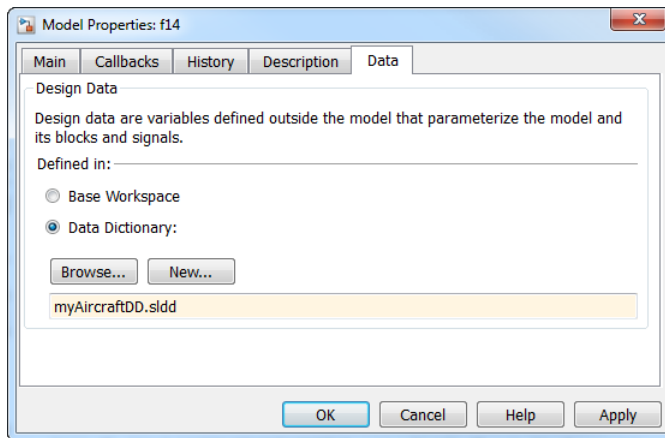 Model Properties: f14
Main Callbacks History Description Data
Design Data
Design data are variables defined outside the model that parameterize the model and
its blocks and signals.
Defined in:
Base Workspace
Data Dictionary:
Browse... New...
myAircraftDD.sldd
OK Cancel Help Apply